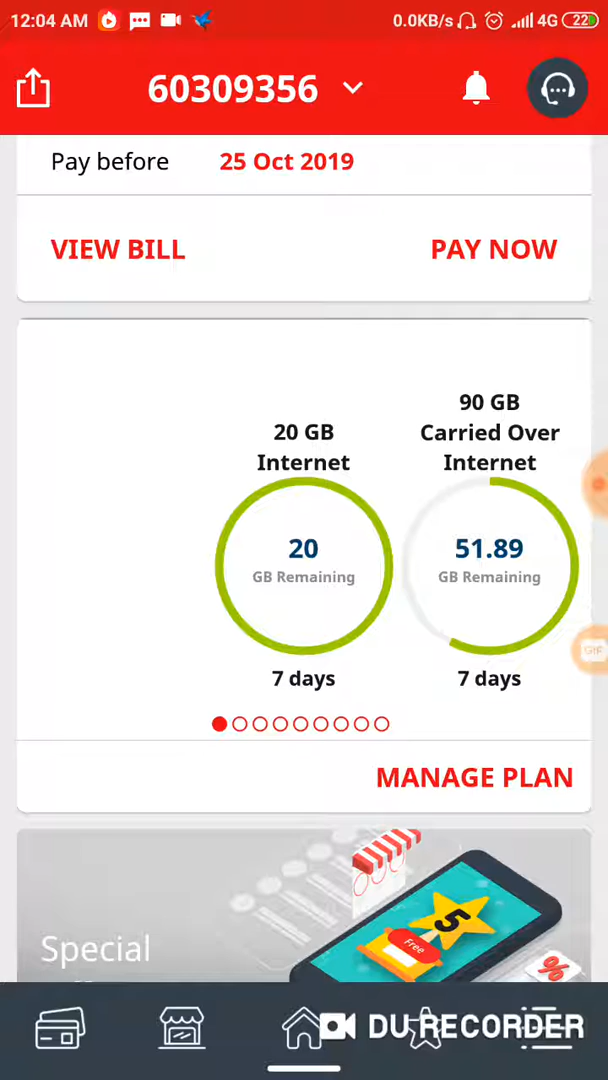 12:04 AM
0.0KB/s 4G 22
60309356
Pay before 25 Oct 2019
VIEW BILL PAY NOW
20 GB
Internet
20
GB Remaining
7 days
90 GB
Carried Over
Internet
51.89
GB Remaining
7 days
GIF
MANAGE PLAN
Special
5
Free
%
DU RECORDER